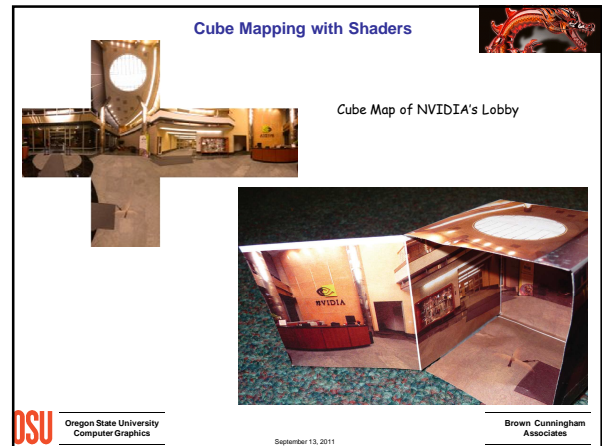 Cube Mapping with Shaders
Cube Map of NVIDIA's Lobby
nVIDIA
OSU
Oregon State University
Computer Graphics
September 13, 2011
Brown Cunningham
Associates